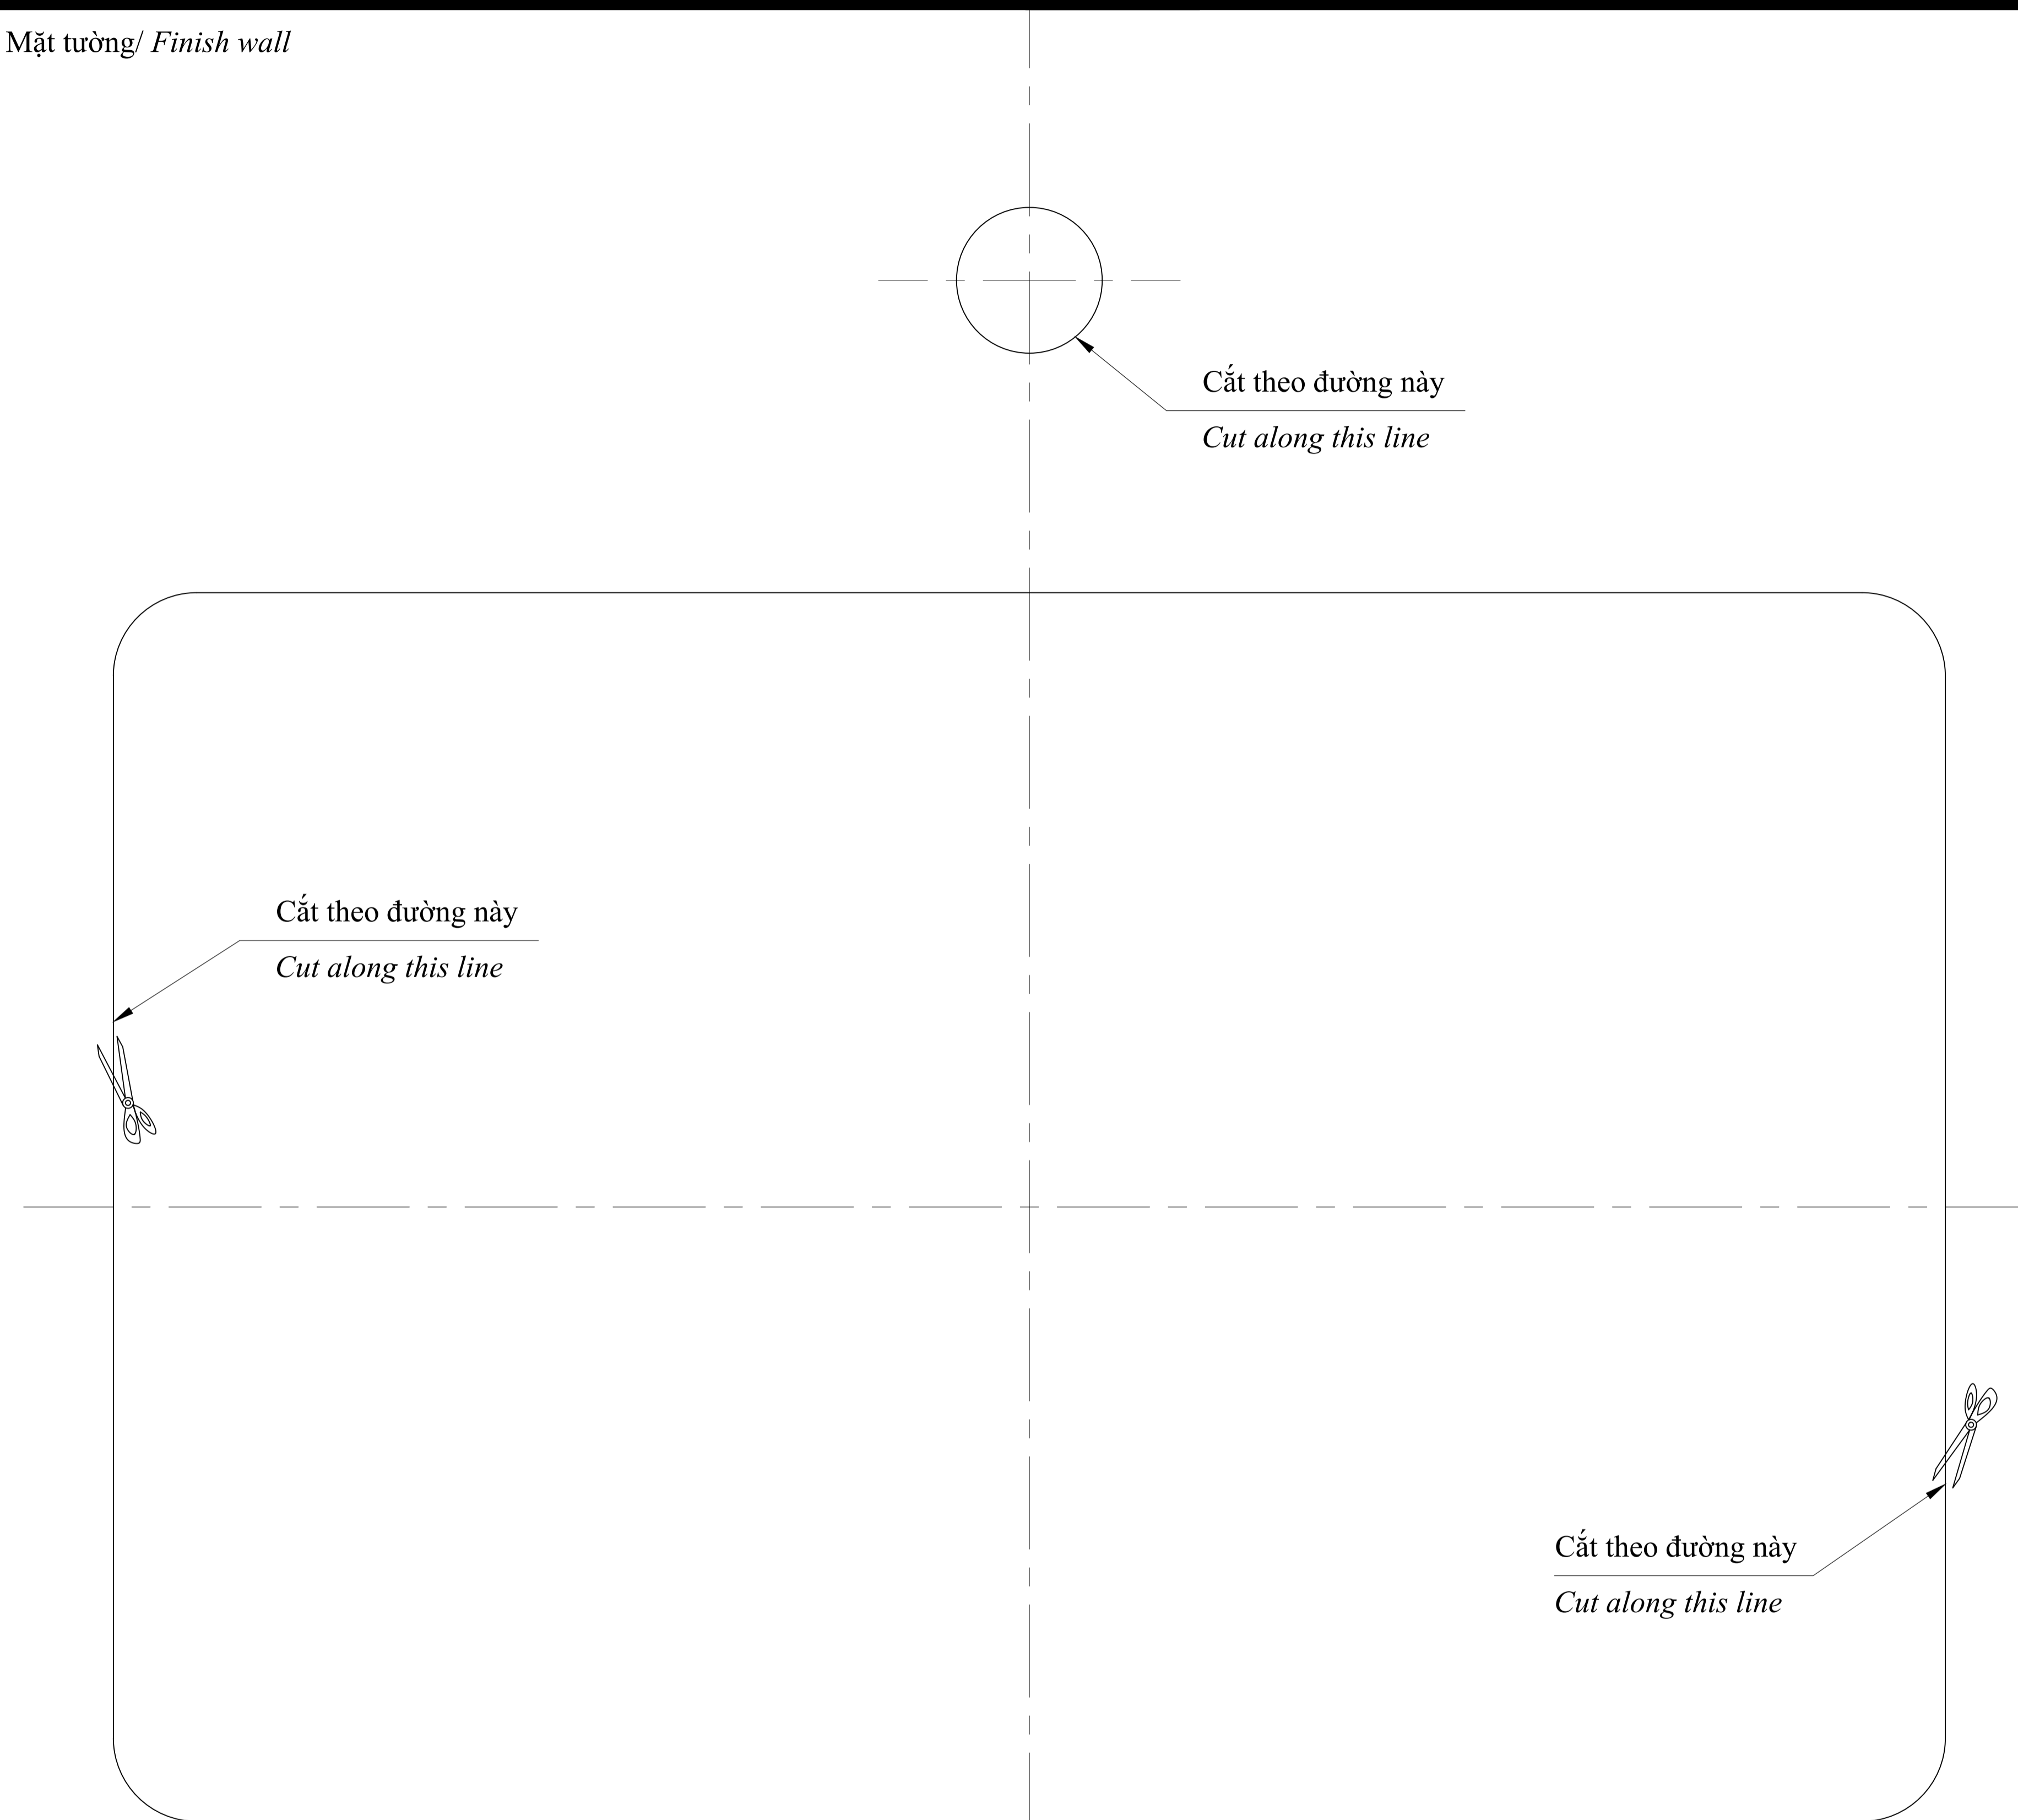 Mặt tường/ Finish wall
Cắt theo đường này
Cut along this line
Cắt theo đường này
Cut along this line
Cắt theo đường này
Cut along this line